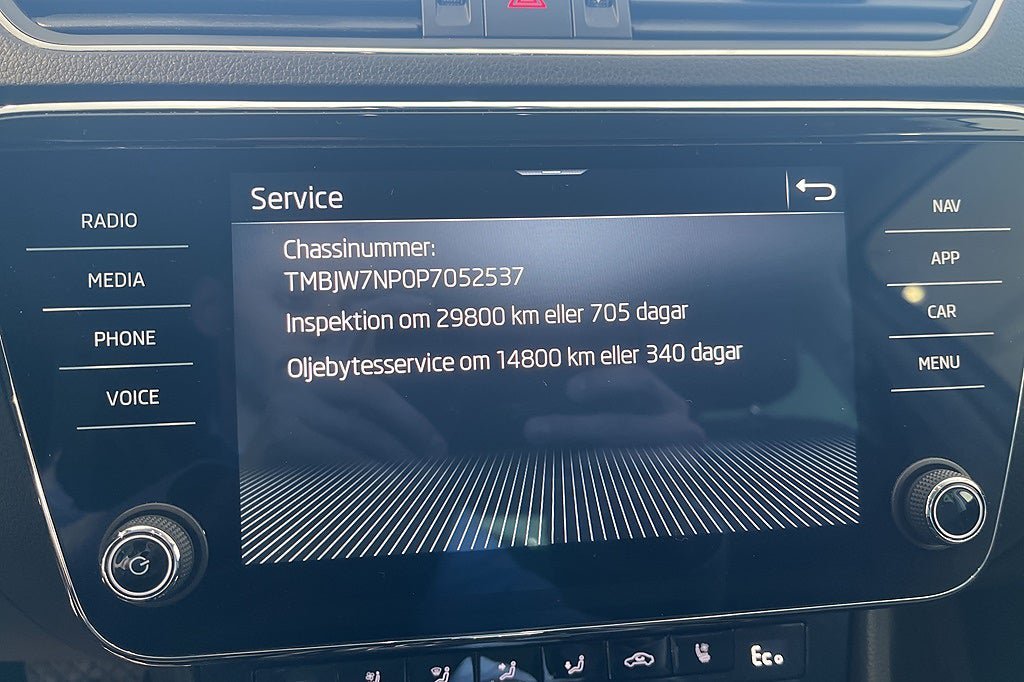 Service
Chassinummer:
TMBJW7NP0P7052537
Inspektion om 29800 km eller 705 dagar
Oljebytesservice om 14800 km eller 340 dagar
RADIO
MEDIA
PHONE
VOICE
NAV
APP
CAR
MENU
Eco